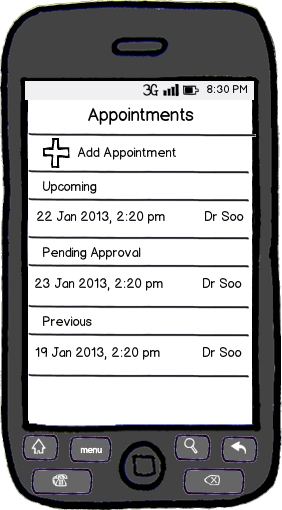 3G 8:30 PM
Appointments
Add Appointment
Upcoming
22 Jan 2013, 2:20 pm Dr Soo
Pending Approval
23 Jan 2013, 2:20 pm Dr Soo
Previous
19 Jan 2013, 2:20 pm Dr Soo
menu